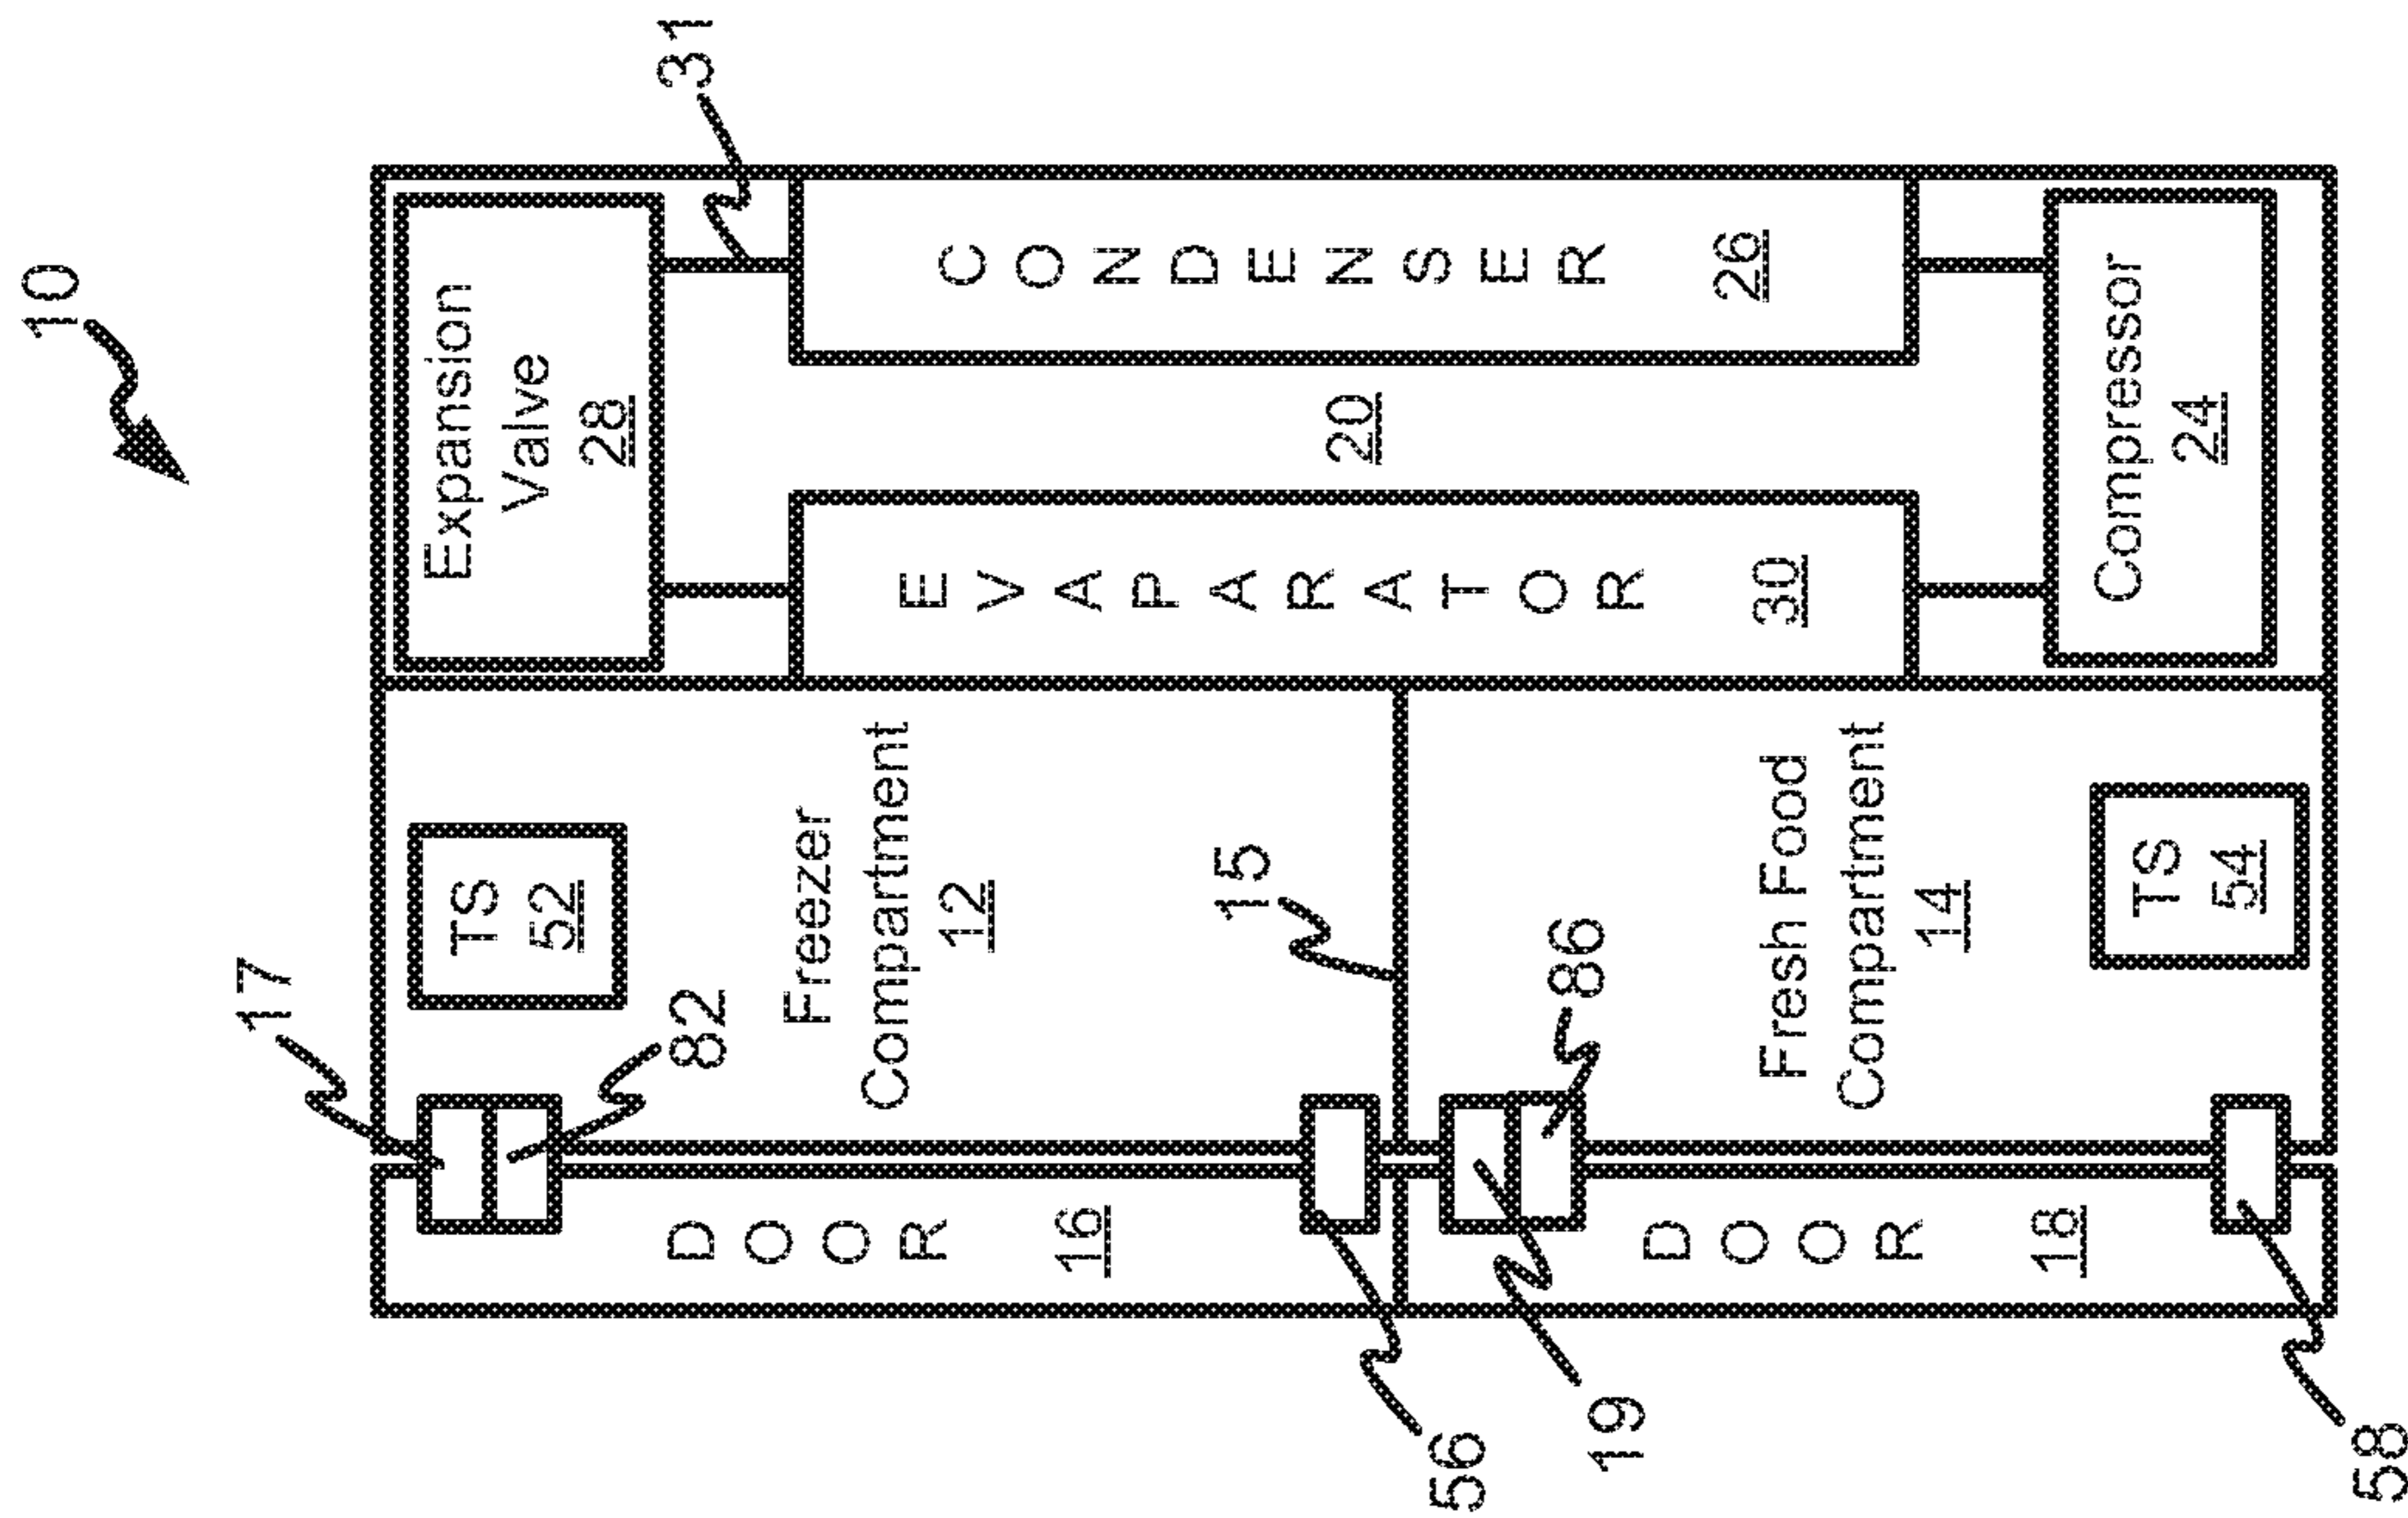 10
17
31
Expansion
Valve
28
TS
52
82
DOOR
16
Freezer
Compartment
12
EVAPARATOR
30
CONDENSER
26
20
15
56
19
86
DOOR
18
Fresh Food
Compartment
14
TS
54
Compressor
24
58